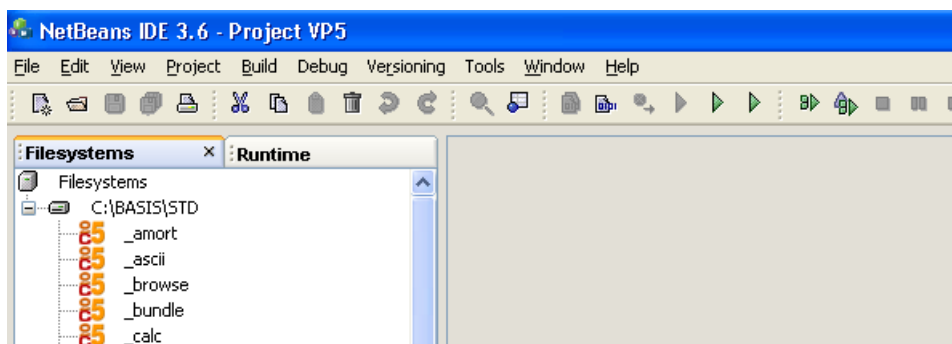 NetBeans IDE 3.6 - Project VP5
File Edit View Project Build Debug Versioning Tools Window Help
Filesystems × Runtime
Filesystems
C:\BASIS\STD
_amort
_ascii
_browse
_bundle
_calc